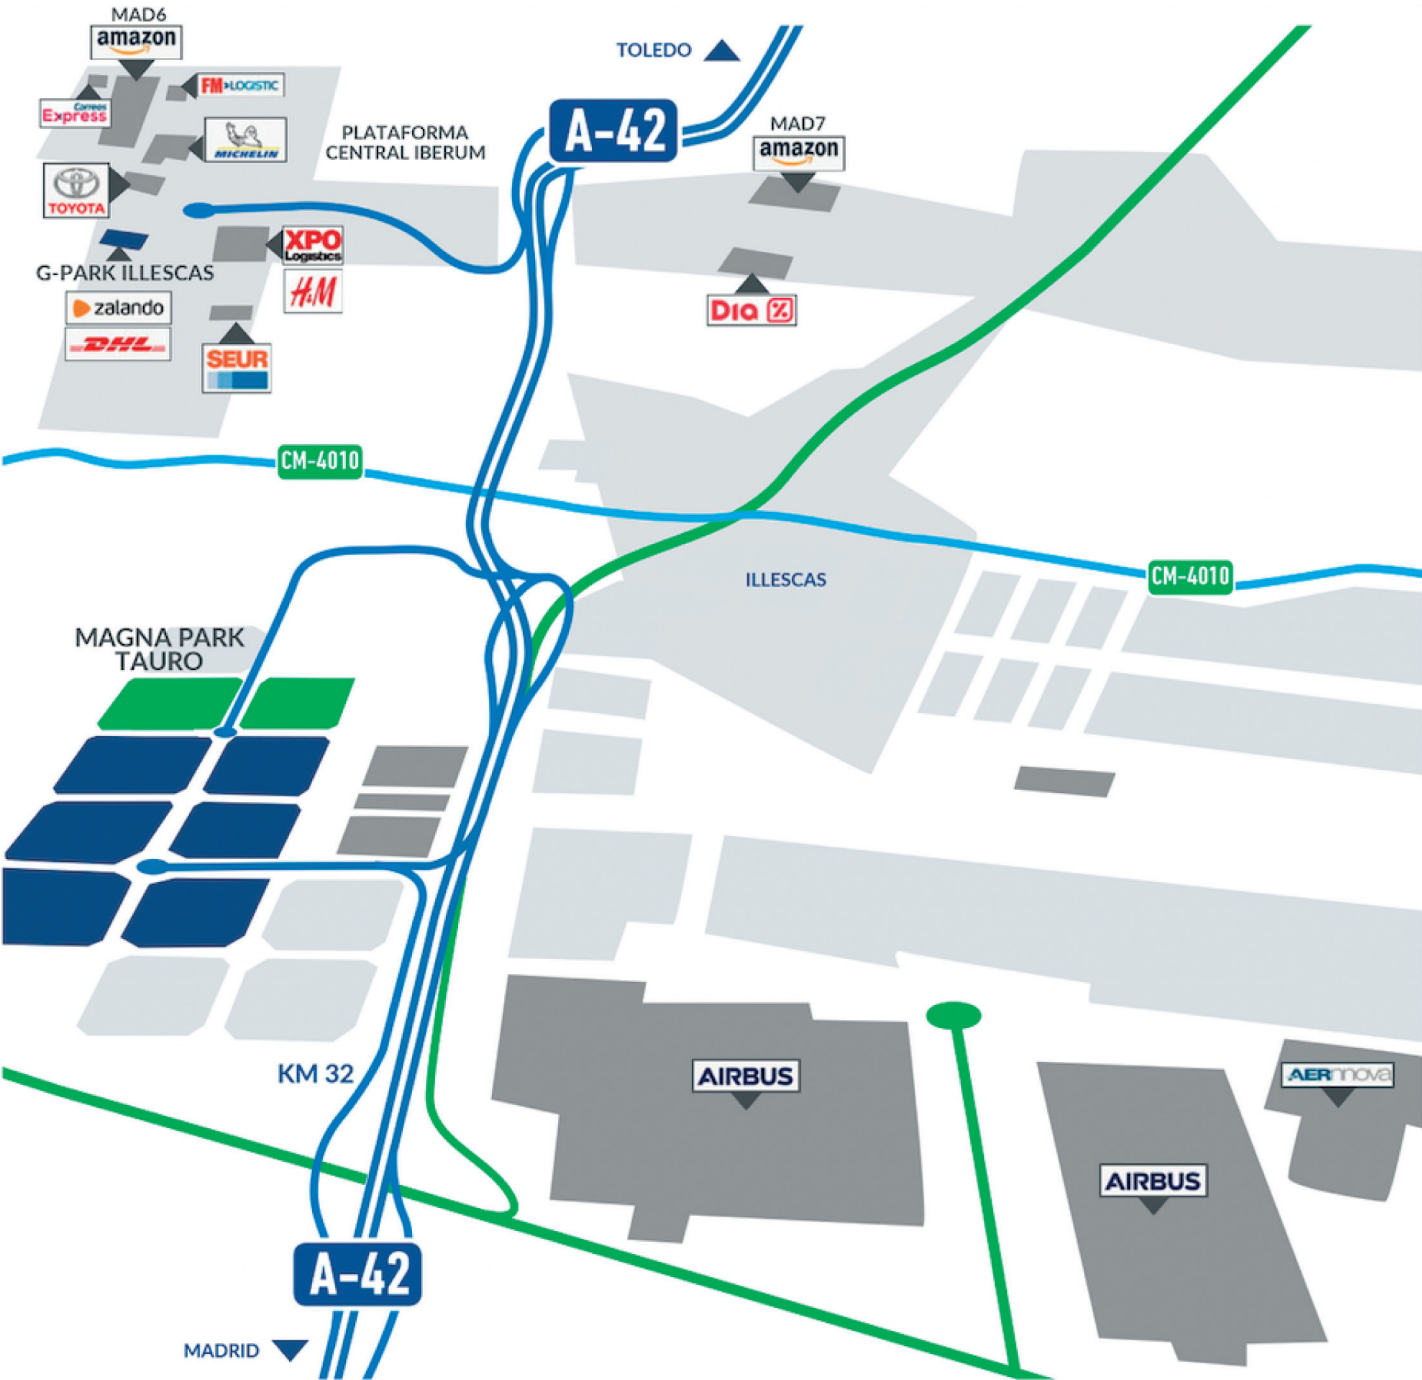 MAD6
amazon
TOLEDO
FM>LOGISTIC
Correos
Express
A-42
MAD7
amazon
PLATAFORMA
CENTRAL IBERUM
MICHELIN
TOYOTA
XPO
Logistics
G-PARK ILLESCAS
H&M
zalando
Dia %
DHL
SEUR
CM-4010
CM-4010
ILLESCAS
MAGNA PARK
TAURO
KM 32
AIRBUS
AERnnova
AIRBUS
A-42
MADRID